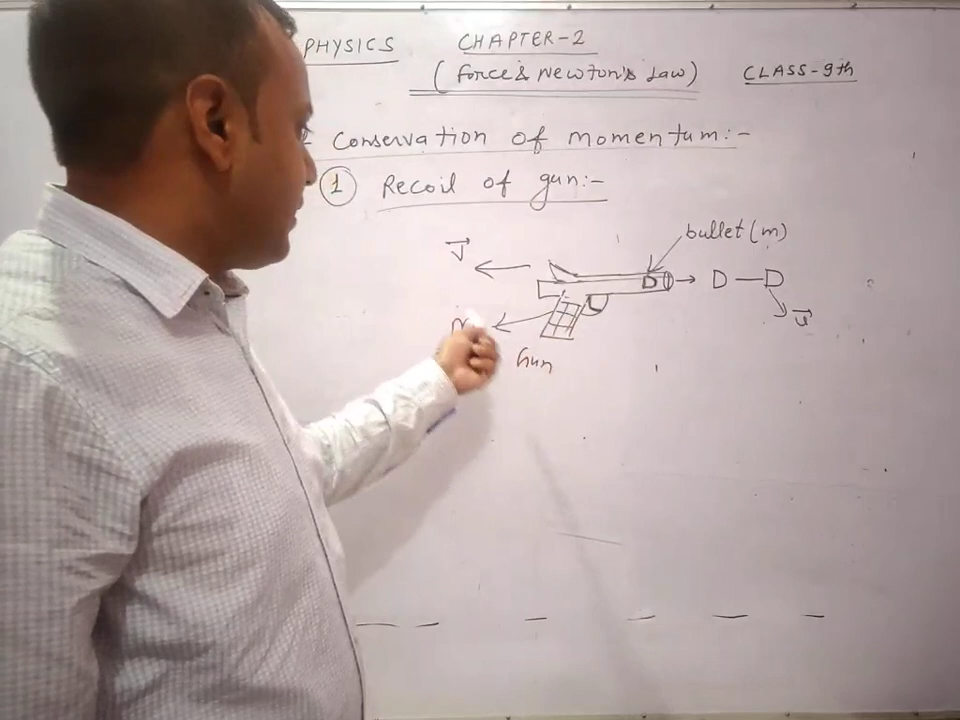 PHYSICS CHAPTER-2
(Force & Newton's Law) CLASS-9th
Conservation of momentum:-
1 Recoil of gun:-
bullet(m)
D D — D
Gun